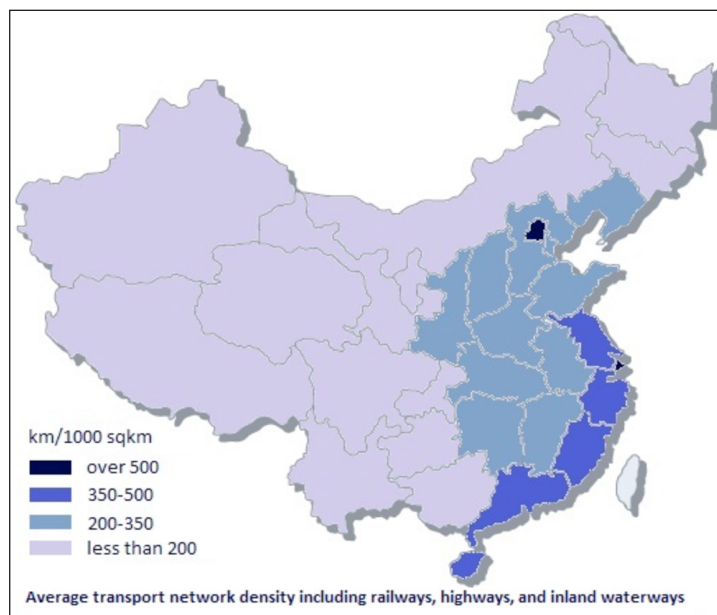 km/1000 sqkm
over 500
350-500
200-350
less than 200
Average transport network density including railways, highways, and inland waterways